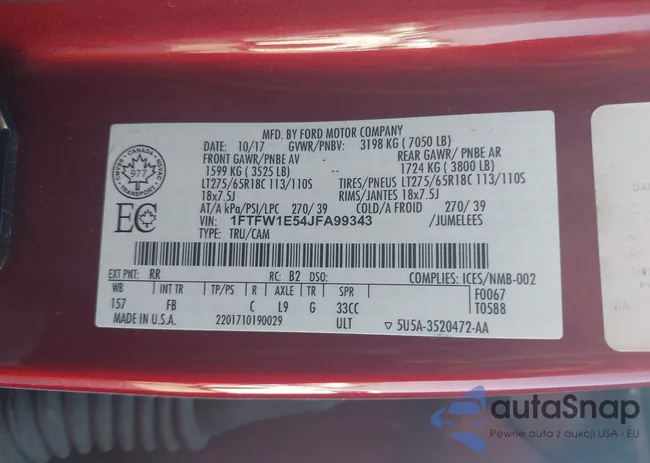 MFD. BY FORD MOTOR COMPANY
DATE: 10/17 GVWR/PNBV: 3198 KG ( 7050 LB)
FRONT GAWR/ PNBE AV REAR GAWR/ PNBE AR
1599 KG ( 3525 LB) 1724 KG ( 3800 LB)
LT275/65R18C 113/110S TIRES/PNEUS LT275/65R18C 113/110S
18x7.5J RIMS/JANTES 18x7.5J
AT/A kPa/PSI/LPC 270/ 39 COLD/A FROID 270/ 39
VIN: 1FTFW1E54JFA99343 /JUMELEES
TYPE: TRU/CAM
CANADA
977
EC
EXT PNT: RR RC: B2 DSO: COMPLIES: ICES/NMB-002
WB INT TR TP/PS R AXLE TR SPR F0067
157 FB C L9 G 33CC T0588
MADE IN U.S.A. 2201710190029 ULT ▽ 5U5A-3520472-AA
autaSnap
Pewne auta z aukcji USA i EU